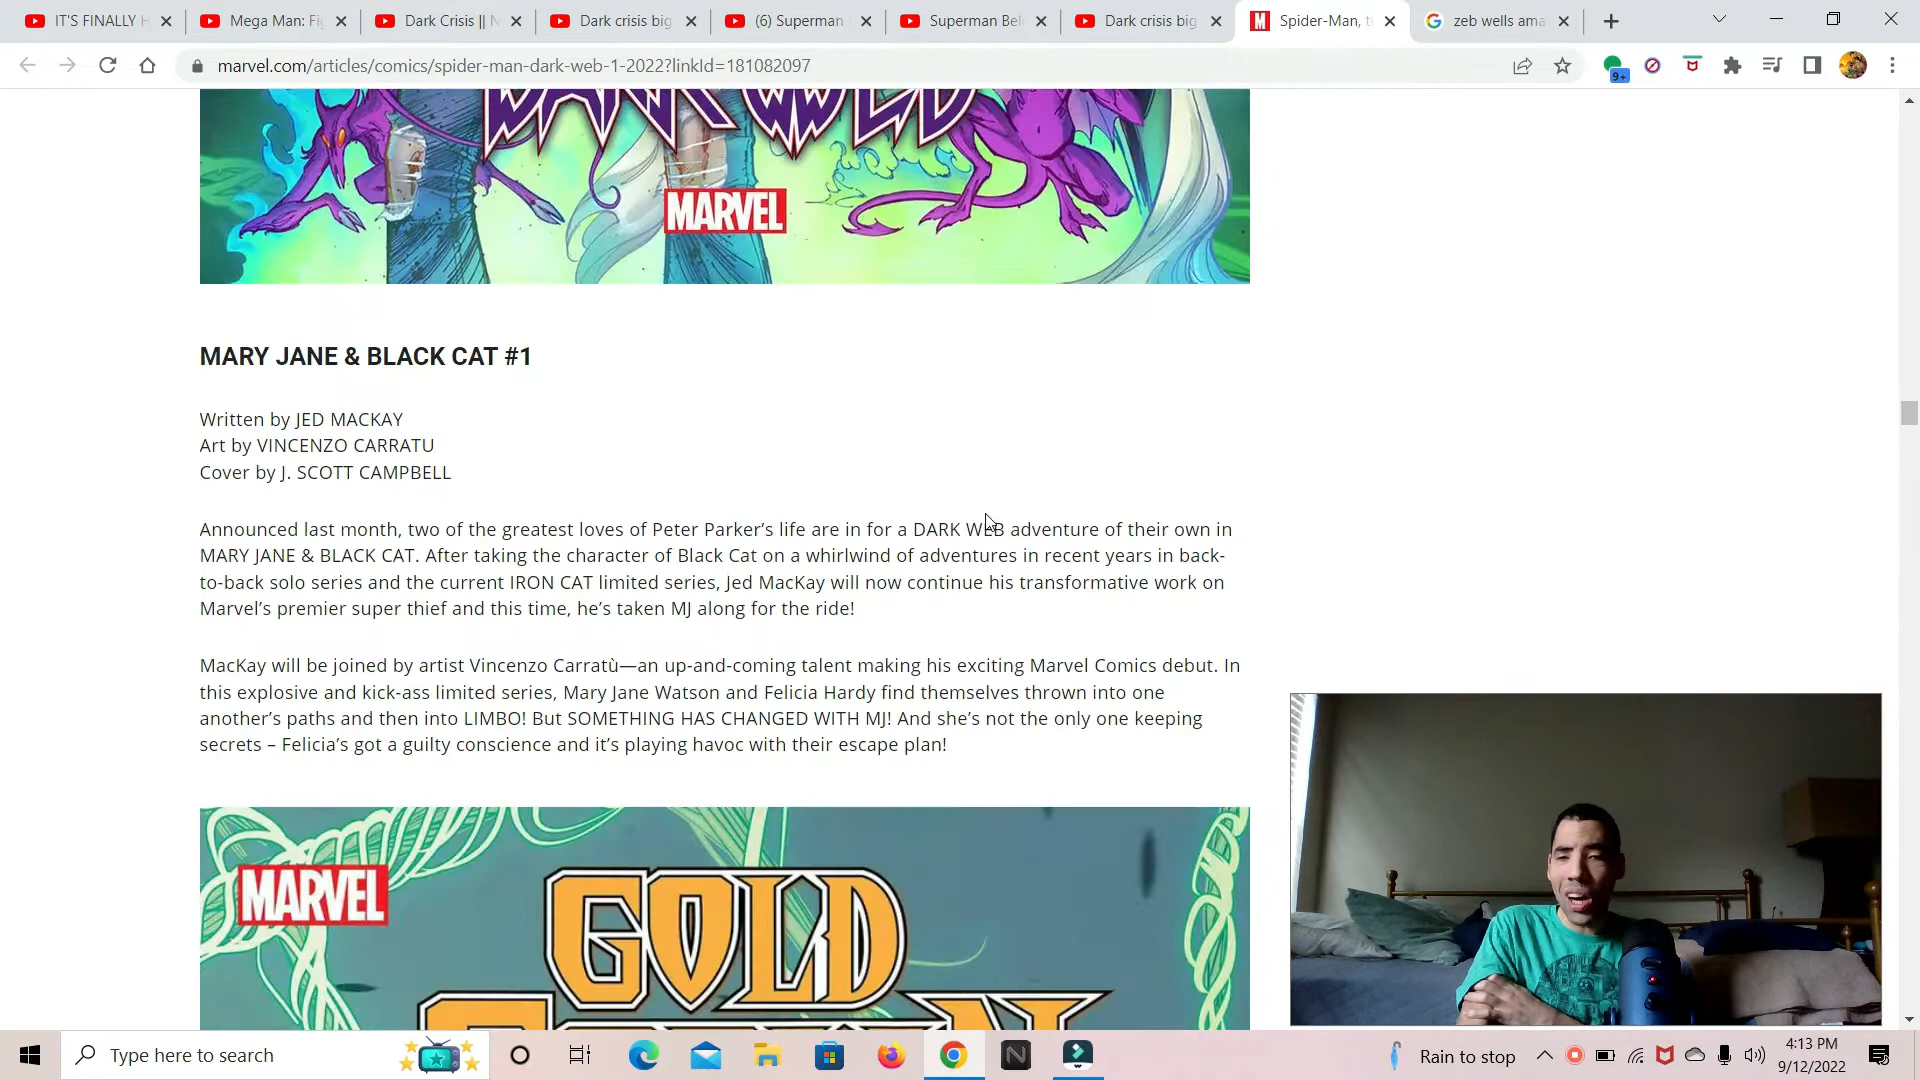 IT'S FINALLY H
Mega Man: Fig
Dark Crisis || N
Dark crisis big
(6) Superman
Superman Bel
Dark crisis big
Spider-Man, t
zeb wells ama
marvel.com/articles/comics/spider-man-dark-web-1-2022?linkId=181082097
9+
DARK WEB
MARVEL
MARY JANE & BLACK CAT #1
Written by JED MACKAY
Art by VINCENZO CARRATU
Cover by J. SCOTT CAMPBELL
Announced last month, two of the greatest loves of Peter Parker’s life are in for a DARK WEB adventure of their own in
MARY JANE & BLACK CAT. After taking the character of Black Cat on a whirlwind of adventures in recent years in back-
to-back solo series and the current IRON CAT limited series, Jed MacKay will now continue his transformative work on
Marvel’s premier super thief and this time, he’s taken MJ along for the ride!
MacKay will be joined by artist Vincenzo Carratù—an up-and-coming talent making his exciting Marvel Comics debut. In
this explosive and kick-ass limited series, Mary Jane Watson and Felicia Hardy find themselves thrown into one
another’s paths and then into LIMBO! But SOMETHING HAS CHANGED WITH MJ! And she’s not the only one keeping
secrets – Felicia’s got a guilty conscience and it’s playing havoc with their escape plan!
MARVEL
GOLD
Type here to search
Rain to stop
4:13 PM
9/12/2022